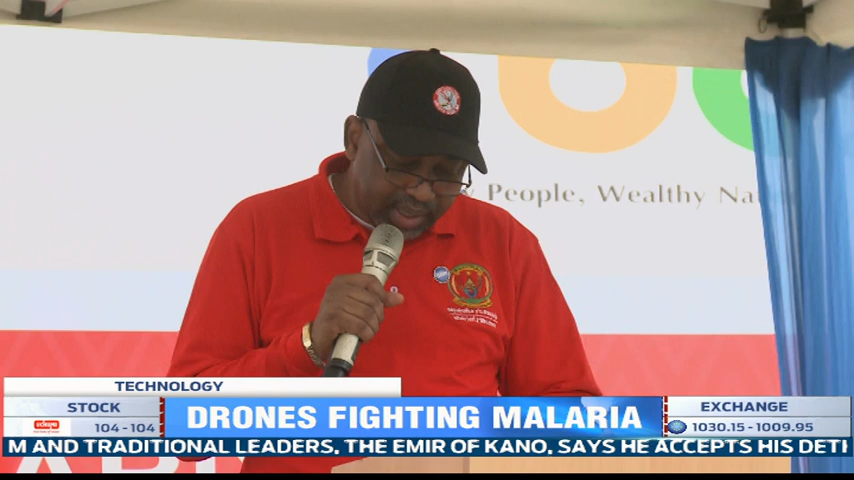 People, Wealthy Na
TECHNOLOGY
STOCK
DRONES FIGHTING MALARIA
EXCHANGE
104 -104
1030.15 - 1009.95
M AND TRADITIONAL LEADERS, THE EMIR OF KANO, SAYS HE ACCEPTS HIS DETI